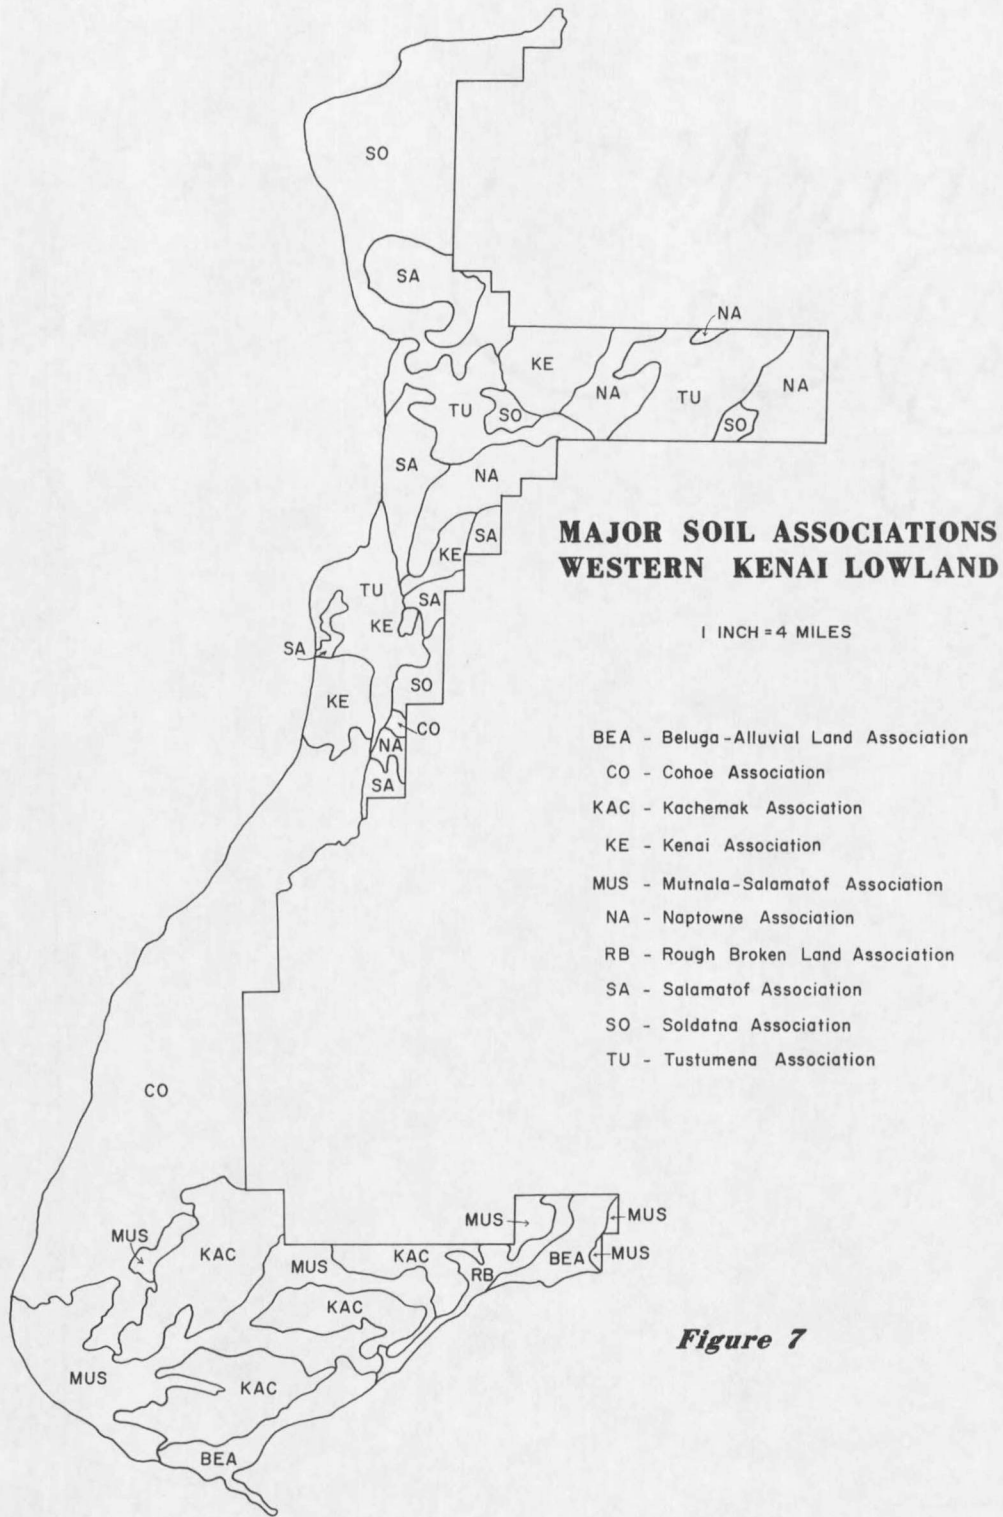 SO
SA
NA
KE
NA
TU
NA
TU
SO
SO
SA
NA
SA
KE
MAJOR SOIL ASSOCIATIONS
WESTERN KENAI LOWLAND
TU
SA
KE
1 INCH = 4 MILES
SA
SO
KE
CO
NA
SA
BEA - Beluga-Alluvial Land Association
CO - Cohoe Association
KAC - Kachemak Association
KE - Kenai Association
MUS - Mutnala-Salamatof Association
NA - Naptowne Association
RB - Rough Broken Land Association
SA - Salamatof Association
SO - Soldatna Association
TU - Tustumena Association
CO
MUS
MUS
MUS
KAC
KAC
BEA
MUS
MUS
RB
KAC
Figure 7
MUS
KAC
BEA